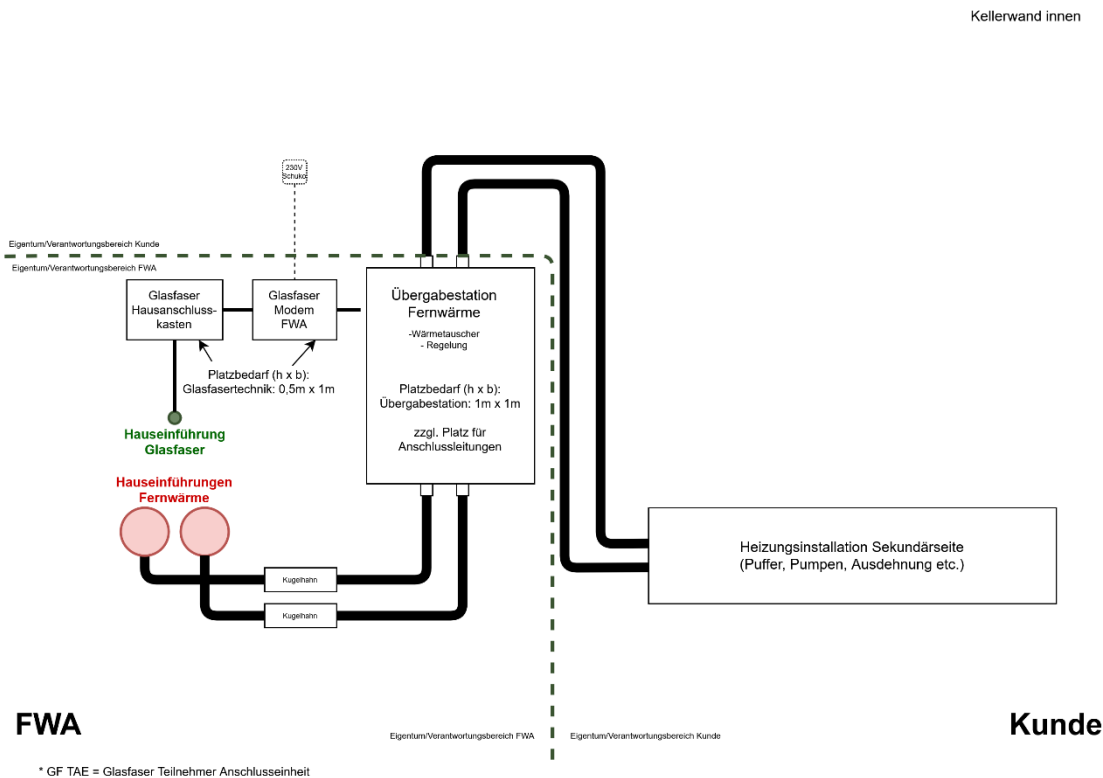 Kellerwand innen
230V
Schuko
Eigentum/Verantwortungsbereich Kunde
Eigentum/Verantwortungsbereich FWA
Glasfaser
Hausanschluss-
kasten
Glasfaser
Modem
FWA
Übergabestation
Fernwärme
-Wärmetauscher
- Regelung
Platzbedarf (h x b):
Übergabestation: 1m x 1m
zzgl. Platz für
Anschlussleitungen
Platzbedarf (h x b):
Glasfasertechnik: 0,5m x 1m
Hauseinführung
Glasfaser
Hauseinführungen
Fernwärme
Kugelhahn
Kugelhahn
Heizungsinstallation Sekundärseite
(Puffer, Pumpen, Ausdehnung etc.)
FWA
Eigentum/Verantwortungsbereich FWA
Eigentum/Verantwortungsbereich Kunde
Kunde
* GF TAE = Glasfaser Teilnehmer Anschlusseinheit